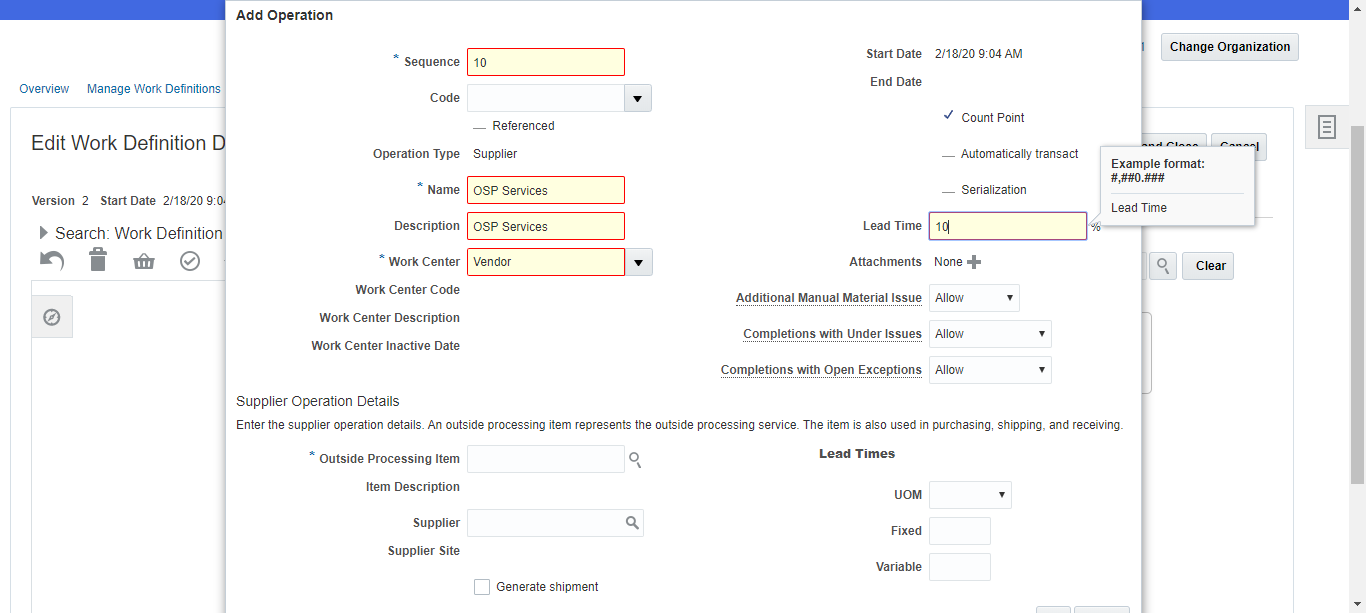 Add Operation
* Sequence 10
Code
Referenced
Operation Type Supplier
* Name OSP Services
Description OSP Services
* Work Center Vendor
Work Center Code
Work Center Description
Work Center Inactive Date
Start Date 2/18/20 9:04 AM
End Date
Count Point
Automatically transact
Serialization
Lead Time 10 %
Attachments None
Additional Manual Material Issue Allow
Completions with Under Issues Allow
Completions with Open Exceptions Allow
Example format:
#,##0.###
Lead Time
Supplier Operation Details
Enter the supplier operation details. An outside processing item represents the outside processing service. The item is also used in purchasing, shipping, and receiving.
* Outside Processing Item
Item Description
Supplier
Supplier Site
Generate shipment
Lead Times
UOM
Fixed
Variable
Change Organization
Overview Manage Work Definitions
Edit Work Definition D
Version 2 Start Date 2/18/20 9:0
Search: Work Definition
Clear